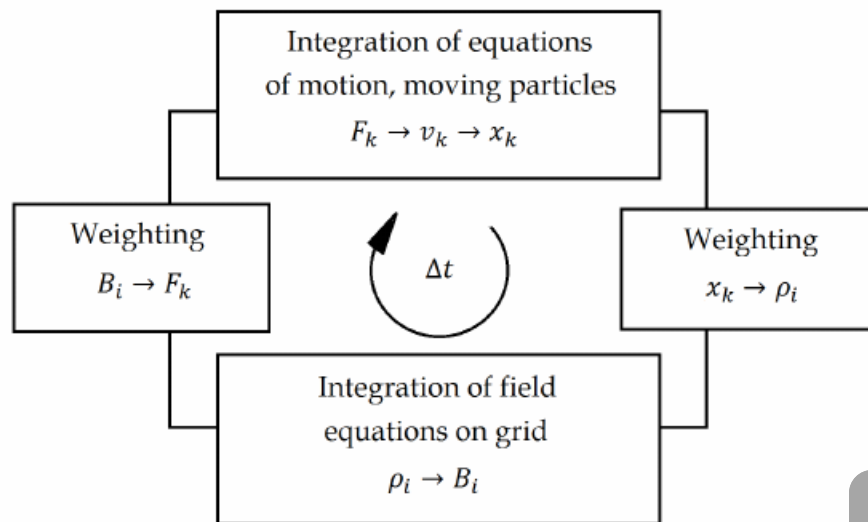 Integration of equations
of motion, moving particles
F_k → v_k → x_k
Weighting
B_i → F_k
Δt
Weighting
x_k → ρ_i
Integration of field
equations on grid
ρ_i → B_i